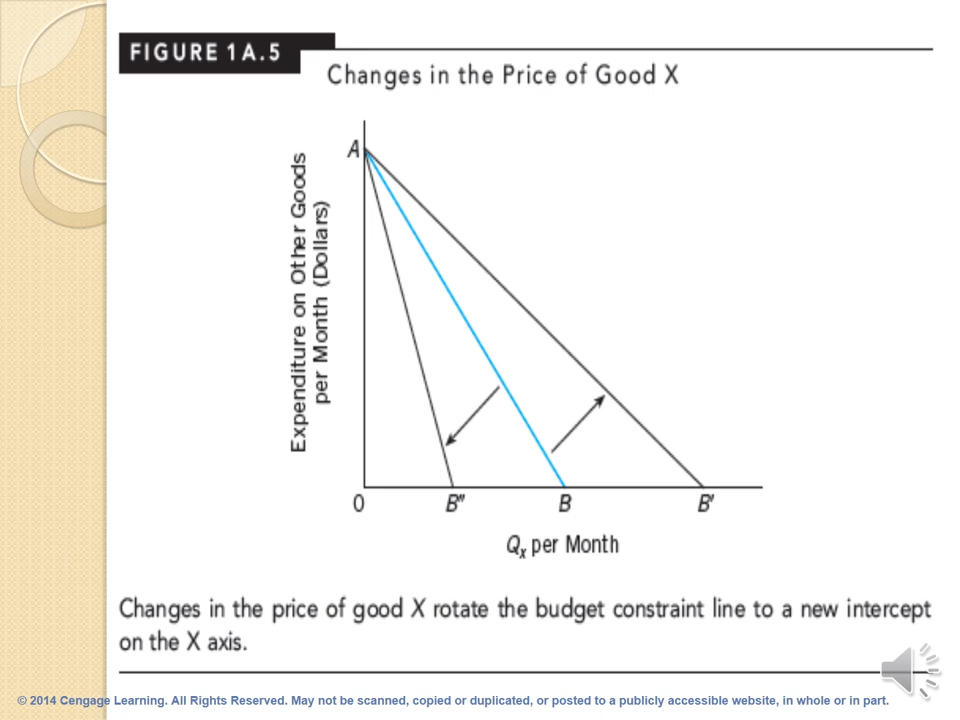 FIGURE 1A.5
Changes in the Price of Good X
A
Expenditure on Other Goods
per Month (Dollars)
0
B"
B
B'
Qx per Month
Changes in the price of good X rotate the budget constraint line to a new intercept
on the X axis.
© 2014 Cengage Learning. All Rights Reserved. May not be scanned, copied or duplicated, or posted to a publicly accessible website, in whole or in part.